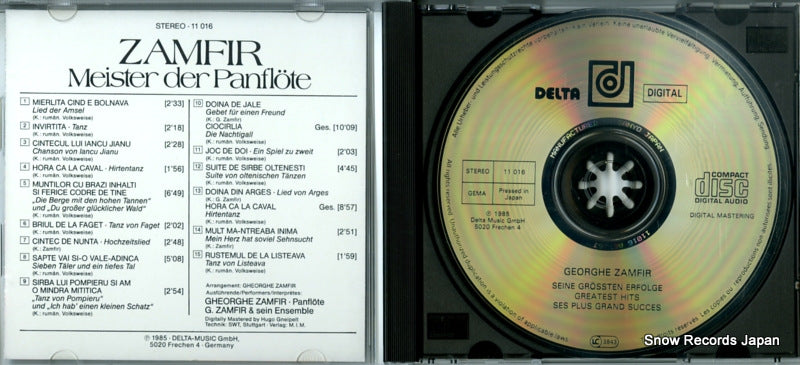 STEREO - 11 016
ZAMFIR
Meister der Panflöte
1 MIERLITA CIND E BOLNAVA [2'33]
Lied der Amsel
(K.: rumän. Volksweise)
2 INVIRTITA - Tanz [2'18]
(K.: rumän. Volksweise)
3 CINTECUL LUI IANCU JIANU [2'28]
Chanson von Iancu Jianu
(K.: rumän. Volksweise)
4 HORA CA LA CAVAL - Hirtentanz [1'56]
(K.: rumän. Volksweise)
5 MUNTILOR CU BRAZI INHALTI
SI FERICE CODRE DE TINE [6'49]
"Die Berge mit den hohen Tannen"
und „Du großer glücklicher Wald"
(K.: rumän. Volksweise)
6 BRIUL DE LA FAGET - Tanz von Faget [2'02]
(K.: rumän. Volksweise)
7 CINTEC DE NUNTA - Hochzeitslied [2'48]
(K.: G. Zamfir)
8 SAPTE VAI SI-O VALE-ADINCA [5'08]
Sieben Täler und ein tiefes Tal
(K.: rumän. Volksweise)
9 SIRBA LUI POMPIERU SI AM
O MINDRA MITITICA [2'54]
"Tanz von Pompieru"
und „Ich hab' einen kleinen Schatz"
(K.: rumän. Volksweise)
10 DOINA DE JALE
Gebet für einen Freund
(K.: G. Zamfir)
CIOCIRLIA Ges. [10'09]
Die Nachtigall
(K.: rumän. Volksweise)
11 JOC DE DOI - Ein Spiel zu zweit [2'03]
(K.: rumän. Volksweise)
12 SUITE DE SIRBE OLTENESTI [4'45]
Suite von oltenischen Tänzen
(K.: G. Zamfir)
13 DOINA DIN ARGES - Lied von Arges
(K.: G. Zamfir)
HORA CA LA CAVAL Ges. [8'57]
Hirtentanz
(K.: rumän. Volksweise)
14 MULT MA-NTREABA INIMA [2'51]
Mein Herz hat soviel Sehnsucht
(K.: G. Zamfir)
15 RUSTEMUL DE LA LISTEAVA [1'59]
Tanz von Listeava
(K.: rumän. Volksweise)
Arrangement: GHEORGHE ZAMFIR
Ausführende/Performers/Interprètes:
GHEORGHE ZAMFIR · Panflöte
G. ZAMFIR & sein Ensemble
Digitally Mastered by Hugo Gneipelt
Technik: SWT, Stuttgart · Verlag: M.I.M.
℗ 1985 · DELTA-MUSIC GmbH,
5020 Frechen 4 · Germany
DELTA
DIGITAL
MANUFACTURED
JAPAN
STEREO 11 016
GEMA Pressed in Japan
COMPACT
disc
DIGITAL AUDIO
DIGITAL MASTERING
℗ 1985
Delta Music GmbH
5020 Frechen 4
GEORGHE ZAMFIR
SEINE GRÖSSTEN ERFOLGE
GREATEST HITS
SES PLUS GRAND SUCCES
LC 3843
Snow Records Japan